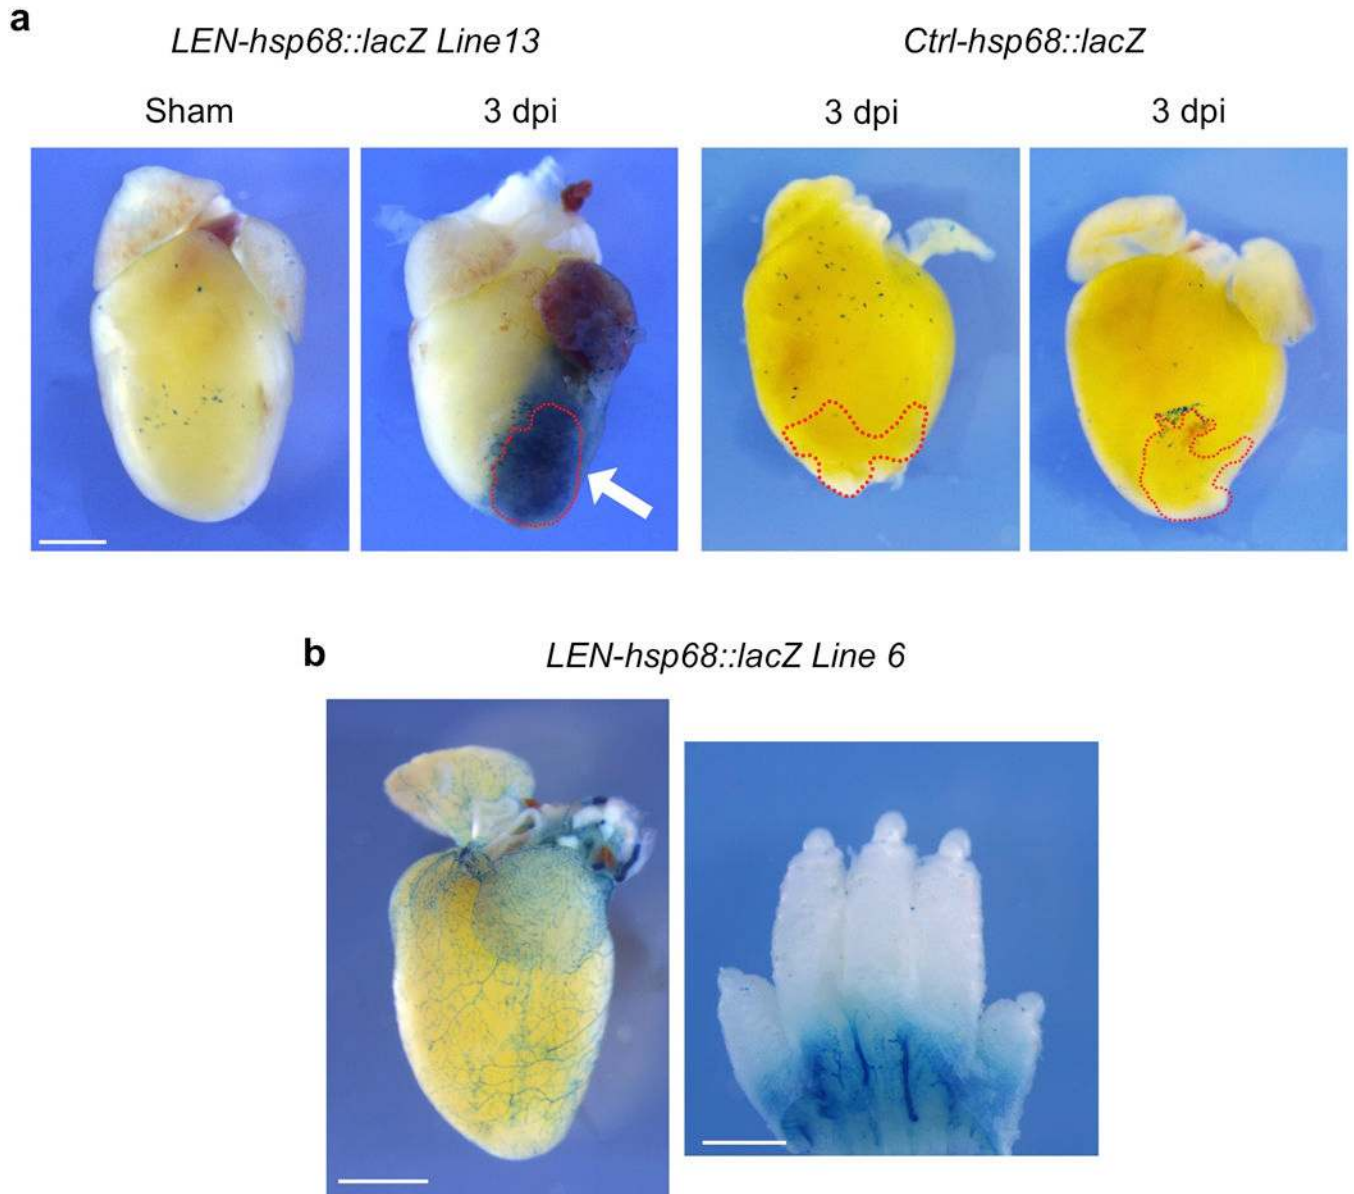 a
LEN-hsp68::lacZ Line13
Ctrl-hsp68::lacZ
Sham
3 dpi
3 dpi
3 dpi
b
LEN-hsp68::lacZ Line 6